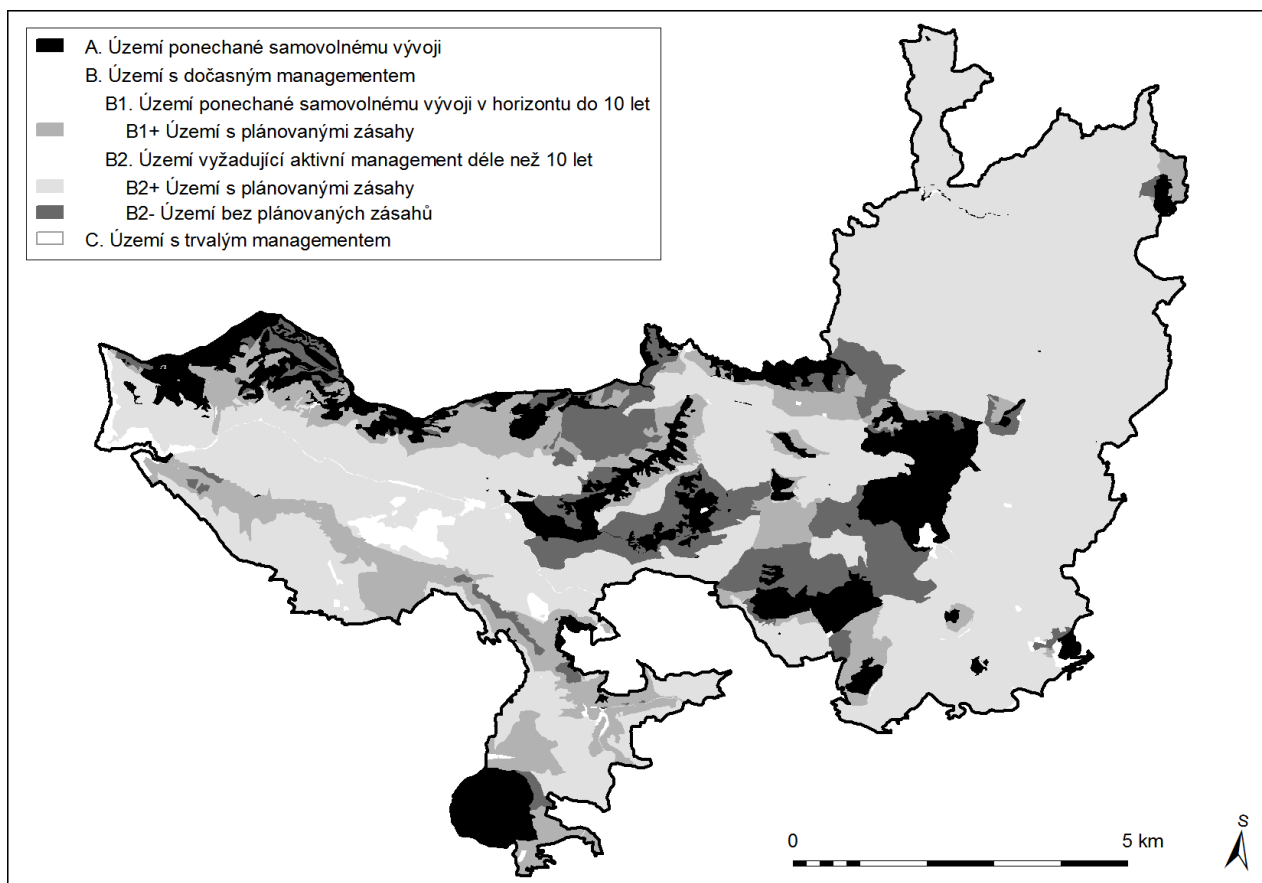 A. Území ponechané samovolnému vývoji
B. Území s dočasným managementem
B1. Území ponechané samovolnému vývoji v horizontu do 10 let
B1+ Území s plánovanými zásahy
B2. Území vyžadující aktivní management déle než 10 let
B2+ Území s plánovanými zásahy
B2- Území bez plánovaných zásahů
C. Území s trvalým managementem
0 5 km
S